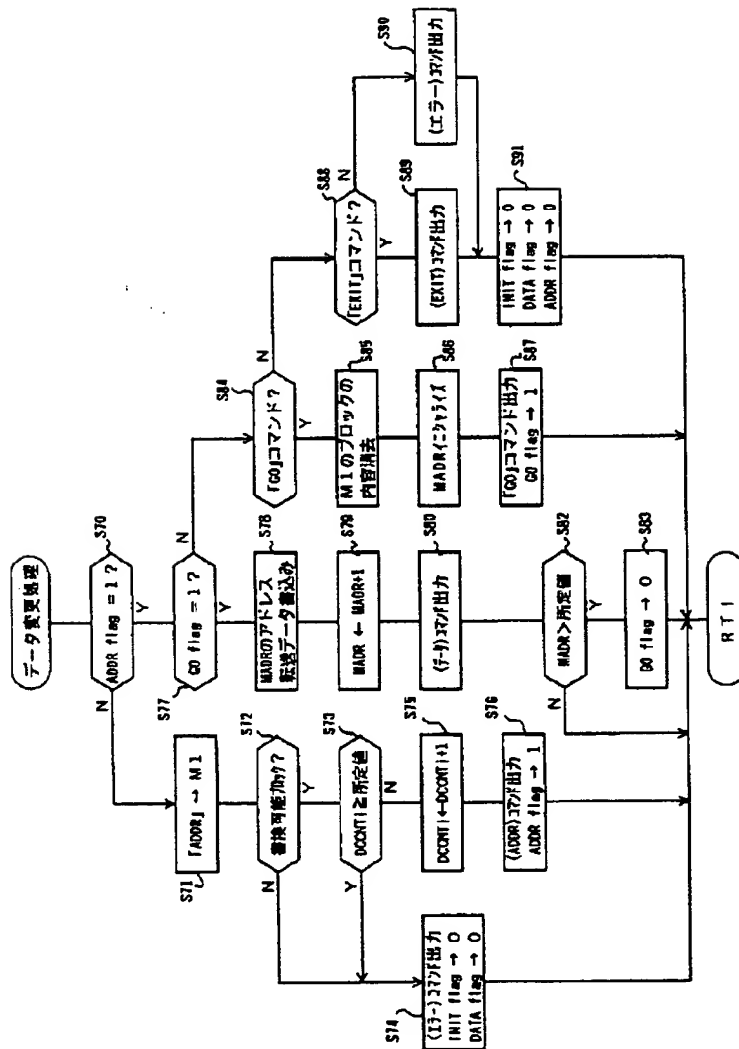 データ変更処理
S70
ADDR flag = 1 ?
N
Y
S71
「ADDR」 → M1
S72
書換可能ブロック?
N
Y
S73
DCCNTi ≧ 所定値
Y
N
S74
(エラー)コマンド出力
INIT flag → 0
DATA flag → 0
S75
DCCNTi ← DCCNTi+1
S76
(ADDR)コマンド出力
ADDR flag → 1
S77
GO flag = 1 ?
N
Y
S78
MADRのアドレス
転送データ書込み
S79
MADR ← MADR+1
S80
(データ)コマンド出力
S82
MADR > 所定値
N
Y
S83
GO flag → 0
S84
「GO」コマンド?
N
Y
S85
M1のブロックの
内容消去
S86
MADRイニシャライズ
S87
「GO」コマンド出力
GO flag → 1
S88
「EXIT」コマンド?
N
Y
S89
(EXIT)コマンド出力
S90
(エラー)コマンド出力
S91
INIT flag → 0
DATA flag → 0
ADDR flag → 0
RTI